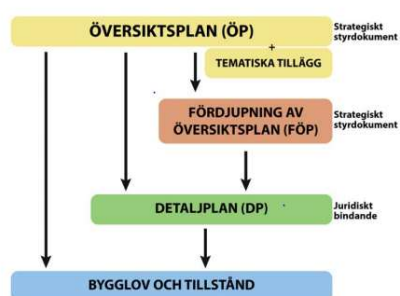 ÖVERSIKTSPLAN (ÖP)
Strategiskt
styrdokument
+
TEMATISKA TILLÄGG
FÖRDJUPNING AV
ÖVERSIKTSPLAN (FÖP)
Strategiskt
styrdokument
DETALJPLAN (DP)
Juridiskt
bindande
BYGGLOV OCH TILLSTÅND